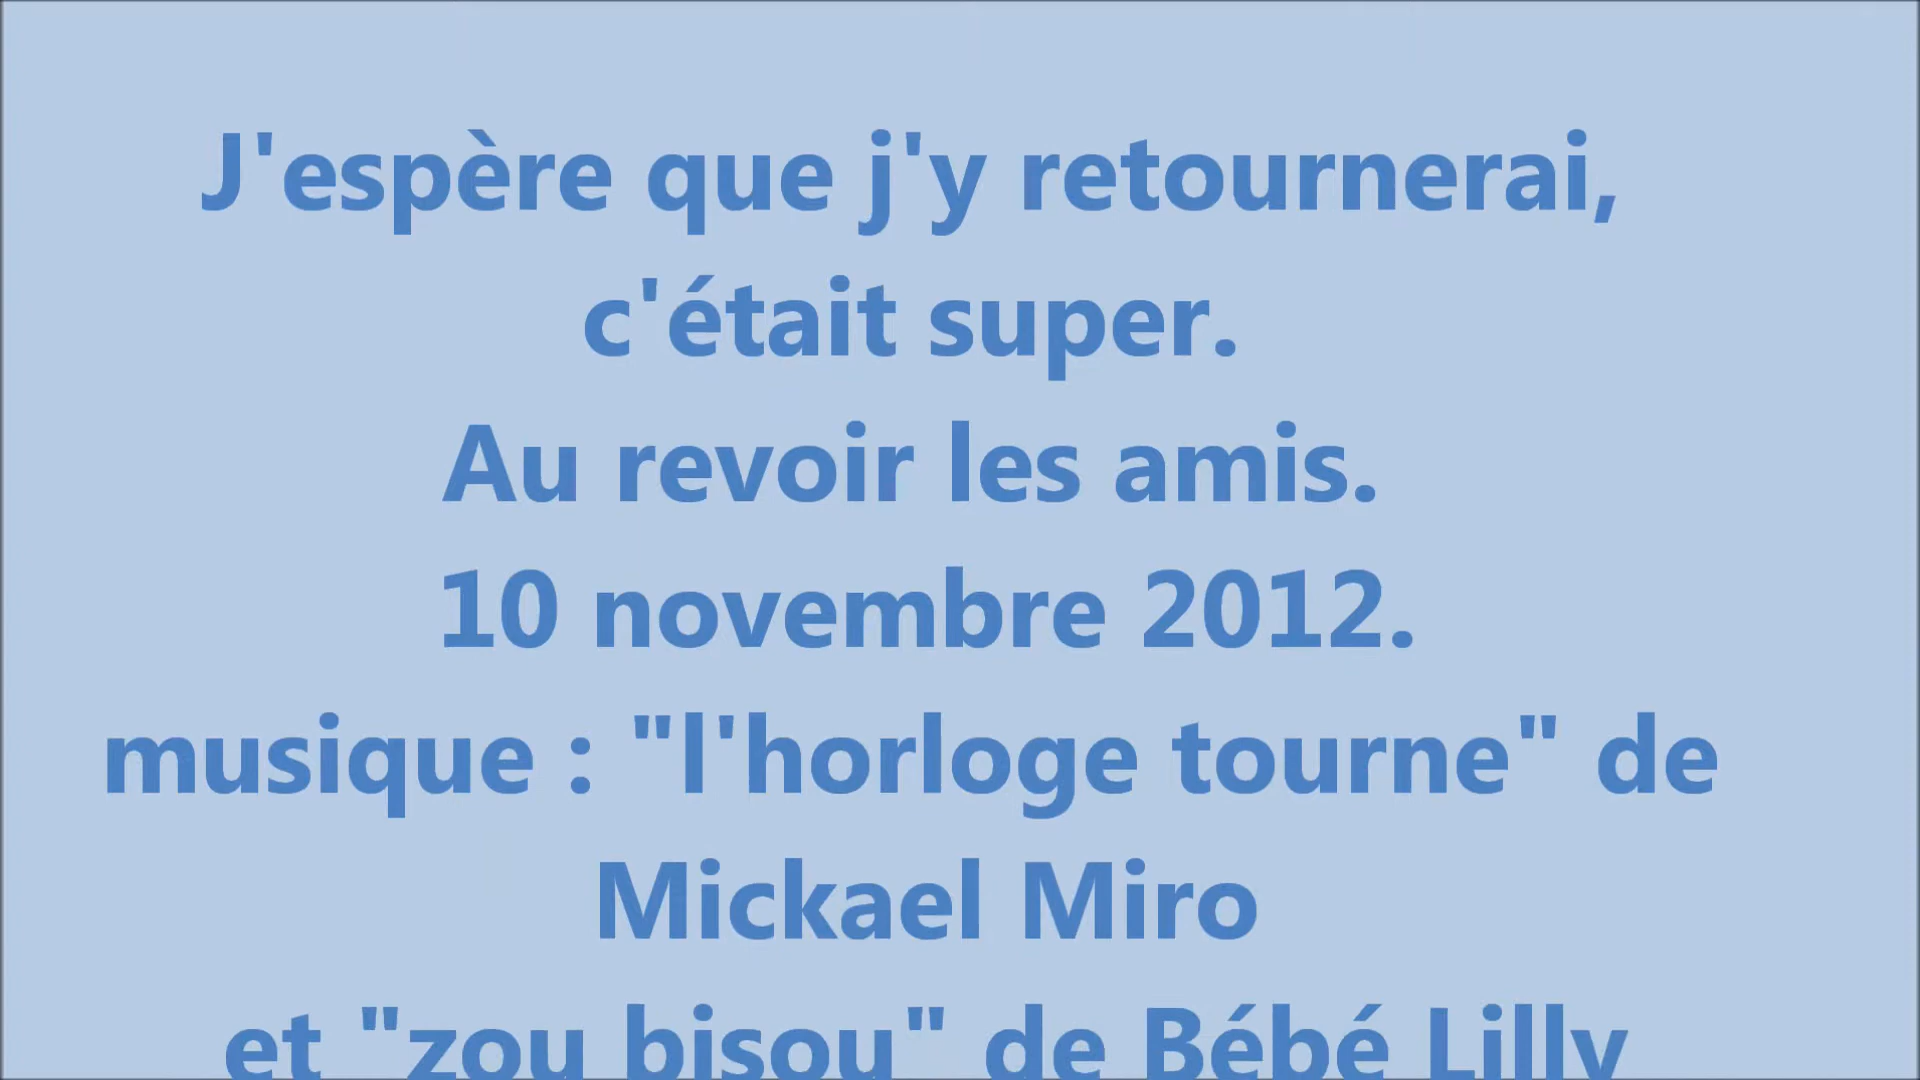 J'espère que j'y retournerai,
c'était super.
Au revoir les amis.
10 novembre 2012.
musique : "l'horloge tourne" de
Mickael Miro
et "zou bisou" de Bébé Lilly